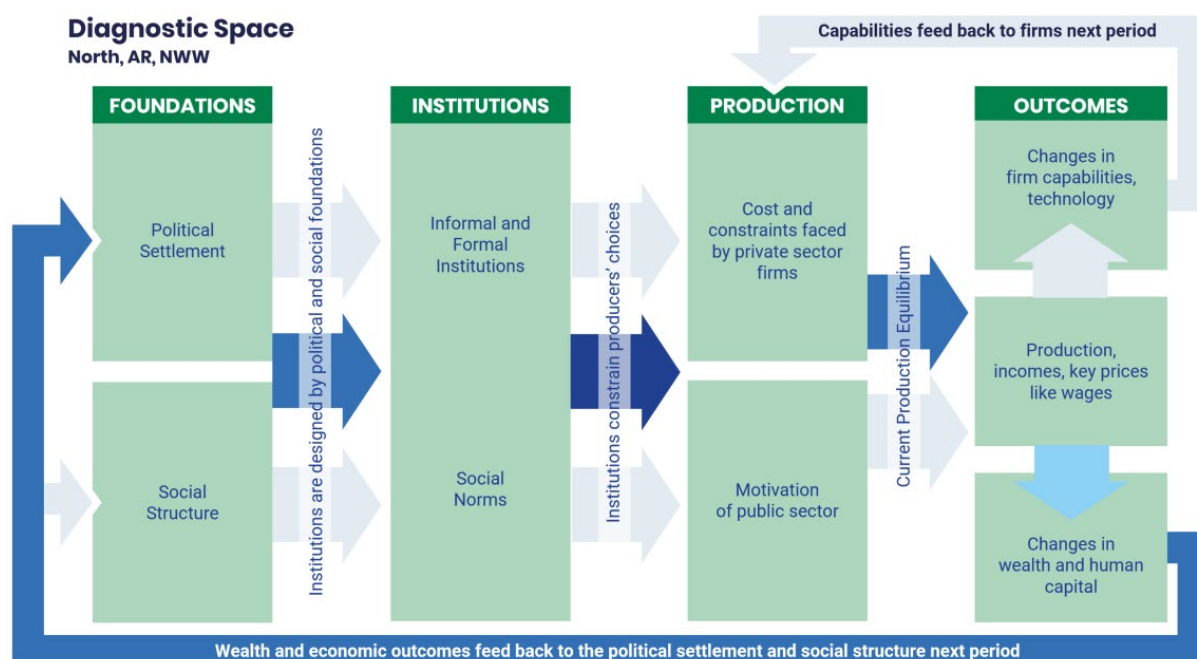 Diagnostic Space
North, AR, NWW
Capabilities feed back to firms next period
FOUNDATIONS
Political
Settlement
Social
Structure
Institutions are designed by political and social foundations
INSTITUTIONS
Informal and
Formal
Institutions
Social
Norms
Institutions constrain producers’ choices
PRODUCTION
Cost and
constraints faced
by private sector
firms
Motivation
of public sector
Current Production Equilibrium
OUTCOMES
Changes in
firm capabilities,
technology
Production,
incomes, key prices
like wages
Changes in
wealth and human
capital
Wealth and economic outcomes feed back to the political settlement and social structure next period